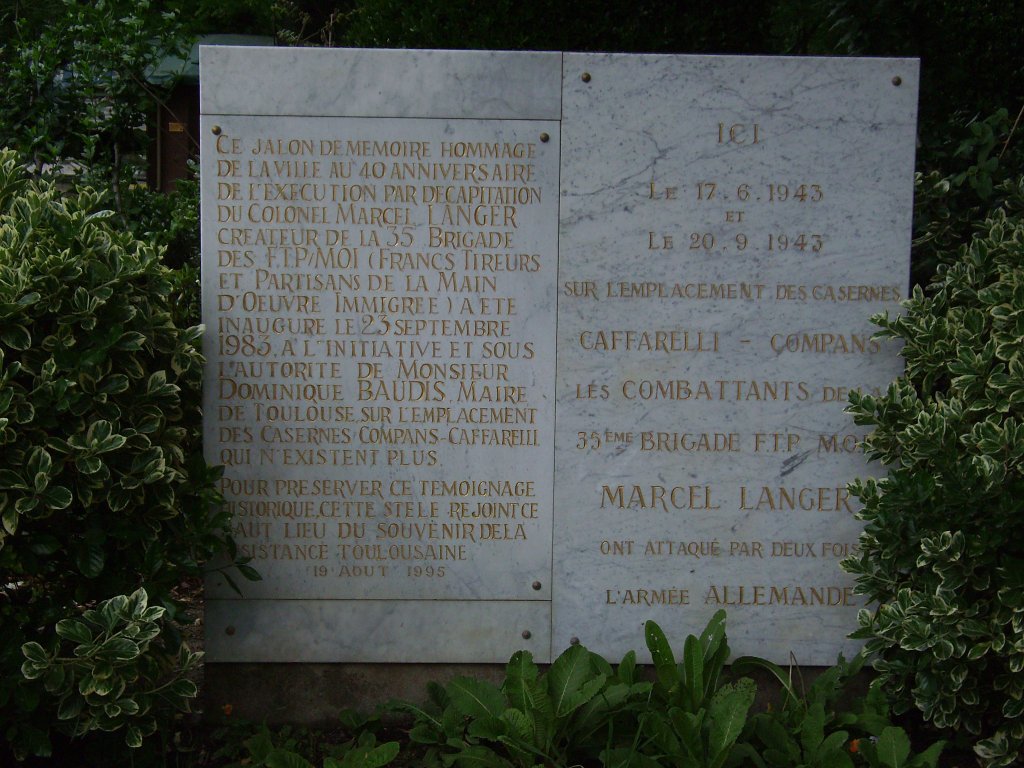 CE JALON DE MEMOIRE HOMMAGE
DE LA VILLE AU 40 ANNIVERSAIRE
DE L'EXECUTION PAR DECAPITATION
DU COLONEL MARCEL LANGER
CREATEUR DE LA 35 BRIGADE
DES F.T.P/MOI (FRANCS TIREURS
ET PARTISANS DE LA MAIN
D'OEUVRE IMMIGREE) A ETE
INAUGURE LE 23 SEPTEMBRE
1983, A L'INITIATIVE ET SOUS
L'AUTORITE DE MONSIEUR
DOMINIQUE BAUDIS, MAIRE
DE TOULOUSE, SUR L'EMPLACEMENT
DES CASERNES COMPANS-CAFFARELLI
QUI N'EXISTENT PLUS.
POUR PRESERVER CE TEMOIGNAGE
HISTORIQUE, CETTE STELE REJOINT CE
HAUT LIEU DU SOUVENIR DE LA
RESISTANCE TOULOUSAINE
19 AOUT 1995
ICI
LE 17.6.1943
ET
LE 20.9.1943
SUR L'EMPLACEMENT DES CASERNES
CAFFARELLI - COMPANS
LES COMBATTANTS DE
35ÈME BRIGADE F.T.P. M.O.
MARCEL LANGER
ONT ATTAQUÉ PAR DEUX FOIS
L'ARMÉE ALLEMANDE